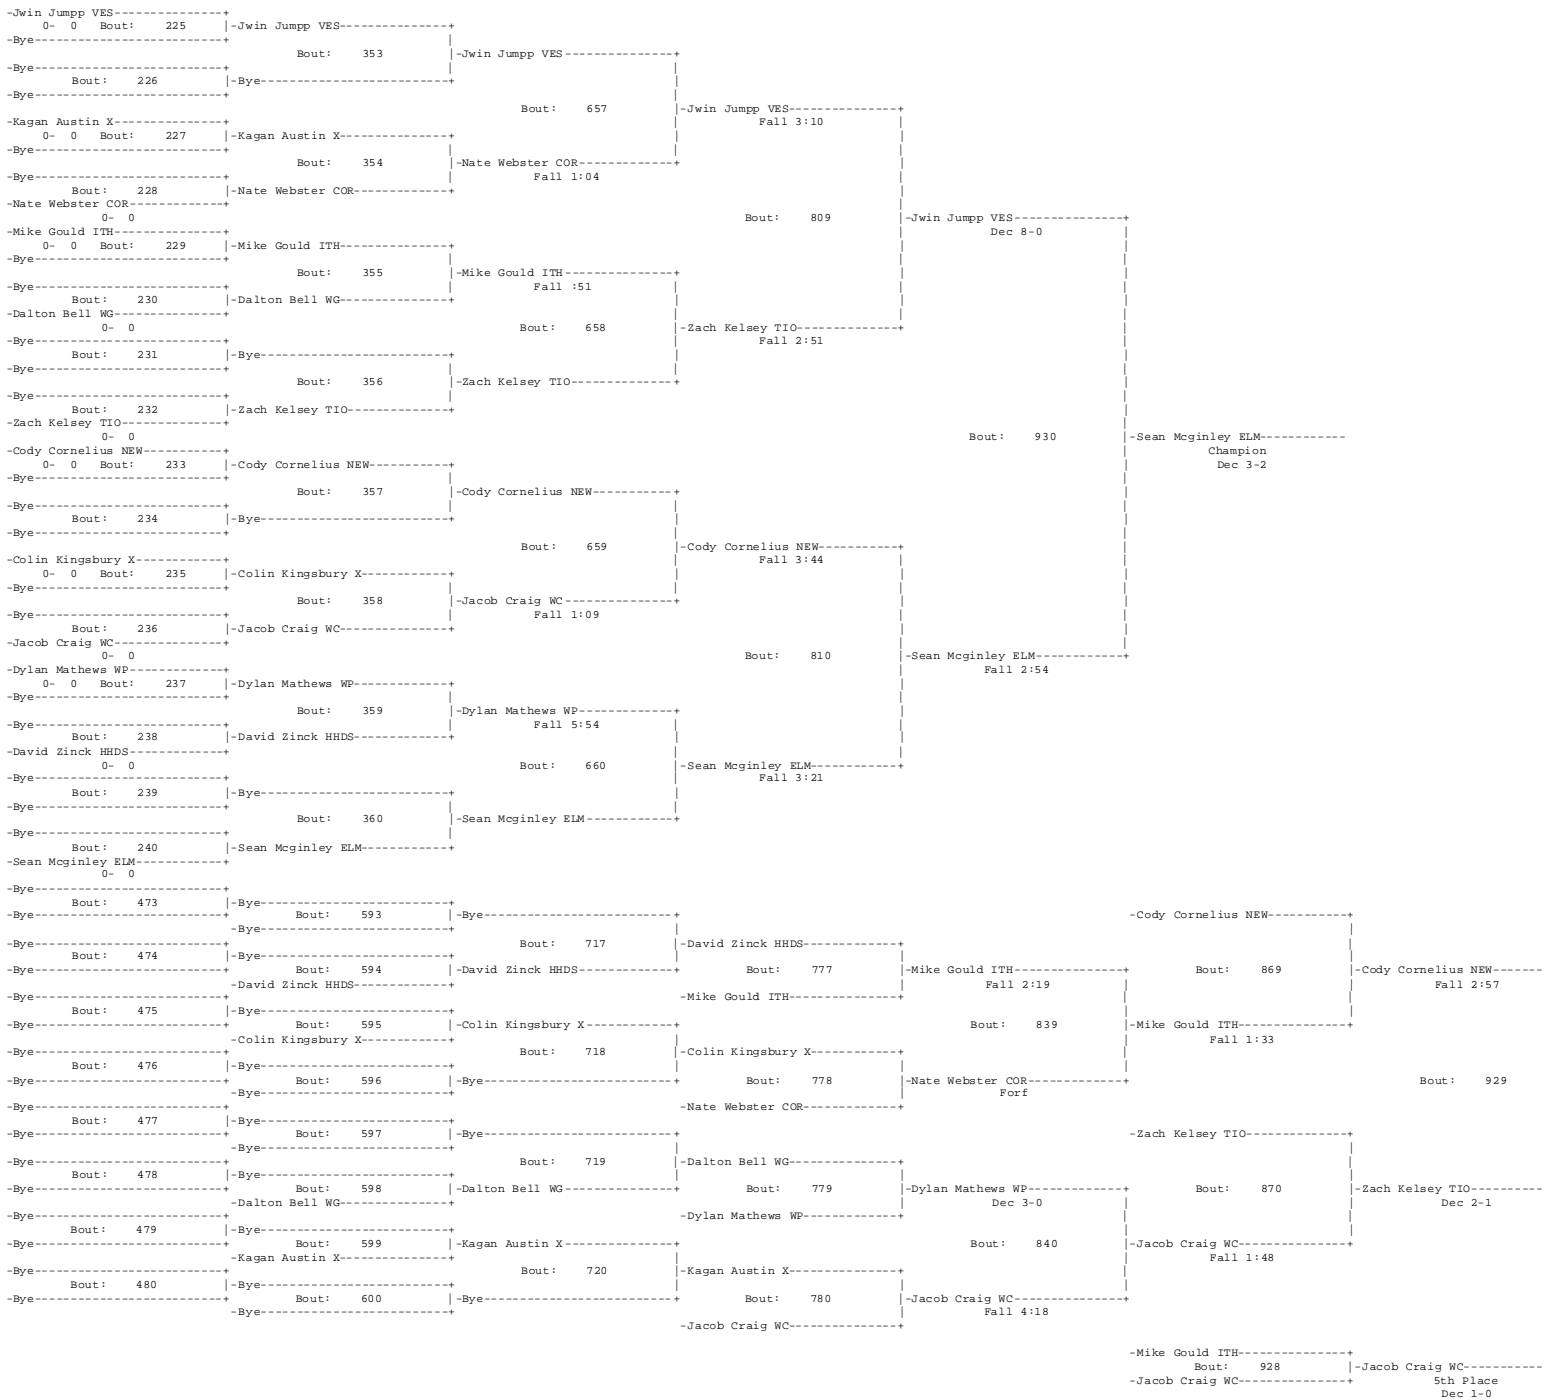 -Jwin Jumpp VES---------------+
0- 0 Bout: 225 |-Jwin Jumpp VES---------------+
-Bye--------------------------+ |
Bout: 353 |-Jwin Jumpp VES---------------+
-Bye--------------------------+ | |
Bout: 226 |-Bye--------------------------+ |
-Bye--------------------------+ |
Bout: 657 |-Jwin Jumpp VES---------------+
-Kagan Austin X---------------+ | Fall 3:10 |
0- 0 Bout: 227 |-Kagan Austin X---------------+ | |
-Bye--------------------------+ | | |
Bout: 354 |-Nate Webster COR-------------+ |
-Bye--------------------------+ | Fall 1:04 |
Bout: 228 |-Nate Webster COR-------------+ |
-Nate Webster COR-------------+ |
0- 0 Bout: 809 |-Jwin Jumpp VES---------------+
-Mike Gould ITH---------------+ | Dec 8-0 |
0- 0 Bout: 229 |-Mike Gould ITH---------------+ | |
-Bye--------------------------+ | | |
Bout: 355 |-Mike Gould ITH---------------+ | |
-Bye--------------------------+ | Fall :51 | | |
Bout: 230 |-Dalton Bell WG---------------+ | | |
-Dalton Bell WG---------------+ | | |
0- 0 Bout: 658 |-Zach Kelsey TIO--------------+ |
-Bye--------------------------+ | Fall 2:51 |
Bout: 231 |-Bye--------------------------+ | |
-Bye--------------------------+ | | |
Bout: 356 |-Zach Kelsey TIO--------------+ |
-Bye--------------------------+ | |
Bout: 232 |-Zach Kelsey TIO--------------+ |
-Zach Kelsey TIO--------------+ |
0- 0 Bout: 930 |-Sean Mcginley ELM------------
-Cody Cornelius NEW-----------+ | Champion
0- 0 Bout: 233 |-Cody Cornelius NEW-----------+ | Dec 3-2
-Bye--------------------------+ | |
Bout: 357 |-Cody Cornelius NEW-----------+ |
-Bye--------------------------+ | | |
Bout: 234 |-Bye--------------------------+ | |
-Bye--------------------------+ | |
Bout: 659 |-Cody Cornelius NEW-----------+ |
-Colin Kingsbury X------------+ | Fall 3:44 | |
0- 0 Bout: 235 |-Colin Kingsbury X------------+ | | |
-Bye--------------------------+ | | | |
Bout: 358 |-Jacob Craig WC---------------+ | |
-Bye--------------------------+ | Fall 1:09 | |
Bout: 236 |-Jacob Craig WC---------------+ | |
-Jacob Craig WC---------------+ | |
0- 0 Bout: 810 |-Sean Mcginley ELM------------+
-Dylan Mathews WP-------------+ | Fall 2:54
0- 0 Bout: 237 |-Dylan Mathews WP-------------+ |
-Bye--------------------------+ | |
Bout: 359 |-Dylan Mathews WP-------------+ |
-Bye--------------------------+ | Fall 5:54 | |
Bout: 238 |-David Zinck HHDS-------------+ | |
-David Zinck HHDS-------------+ | |
0- 0 Bout: 660 |-Sean Mcginley ELM------------+
-Bye--------------------------+ | Fall 3:21
Bout: 239 |-Bye--------------------------+ |
-Bye--------------------------+ | |
Bout: 360 |-Sean Mcginley ELM------------+
-Bye--------------------------+ |
Bout: 240 |-Sean Mcginley ELM------------+
-Sean Mcginley ELM------------+
0- 0
-Bye--------------------------+
Bout: 473 |-Bye--------------------------+
-Bye--------------------------+ Bout: 593 |-Bye--------------------------+ -Cody Cornelius NEW-----------+
-Bye--------------------------+ | |
-Bye--------------------------+ Bout: 717 |-David Zinck HHDS-------------+ |
Bout: 474 |-Bye--------------------------+ | | |
-Bye--------------------------+ Bout: 594 |-David Zinck HHDS-------------+ Bout: 777 |-Mike Gould ITH---------------+ Bout: 869 |-Cody Cornelius NEW-------
-David Zinck HHDS-------------+ | Fall 2:19 | | Fall 2:57
-Bye--------------------------+ -Mike Gould ITH---------------+ | |
Bout: 475 |-Bye--------------------------+ | |
-Bye--------------------------+ Bout: 595 |-Colin Kingsbury X------------+ Bout: 839 |-Mike Gould ITH---------------+
-Colin Kingsbury X------------+ | | Fall 1:33
-Bye--------------------------+ Bout: 718 |-Colin Kingsbury X------------+ |
Bout: 476 |-Bye--------------------------+ | | |
-Bye--------------------------+ Bout: 596 |-Bye--------------------------+ Bout: 778 |-Nate Webster COR-------------+ Bout: 929
-Bye--------------------------+ | Forf
-Bye--------------------------+ -Nate Webster COR-------------+
Bout: 477 |-Bye--------------------------+
-Bye--------------------------+ Bout: 597 |-Bye--------------------------+ -Zach Kelsey TIO--------------+
-Bye--------------------------+ | |
-Bye--------------------------+ Bout: 719 |-Dalton Bell WG---------------+ |
Bout: 478 |-Bye--------------------------+ | | |
-Bye--------------------------+ Bout: 598 |-Dalton Bell WG---------------+ Bout: 779 |-Dylan Mathews WP-------------+ Bout: 870 |-Zach Kelsey TIO----------
-Dalton Bell WG---------------+ | Dec 3-0 | | Dec 2-1
-Bye--------------------------+ -Dylan Mathews WP-------------+ | |
Bout: 479 |-Bye--------------------------+ | |
-Bye--------------------------+ Bout: 599 |-Kagan Austin X---------------+ Bout: 840 |-Jacob Craig WC---------------+
-Kagan Austin X---------------+ | | Fall 1:48
-Bye--------------------------+ Bout: 720 |-Kagan Austin X---------------+ |
Bout: 480 |-Bye--------------------------+ | | |
-Bye--------------------------+ Bout: 600 |-Bye--------------------------+ Bout: 780 |-Jacob Craig WC---------------+
-Bye--------------------------+ | Fall 4:18
-Jacob Craig WC---------------+
-Mike Gould ITH---------------+
Bout: 928 |-Jacob Craig WC-----------
-Jacob Craig WC---------------+ 5th Place
Dec 1-0